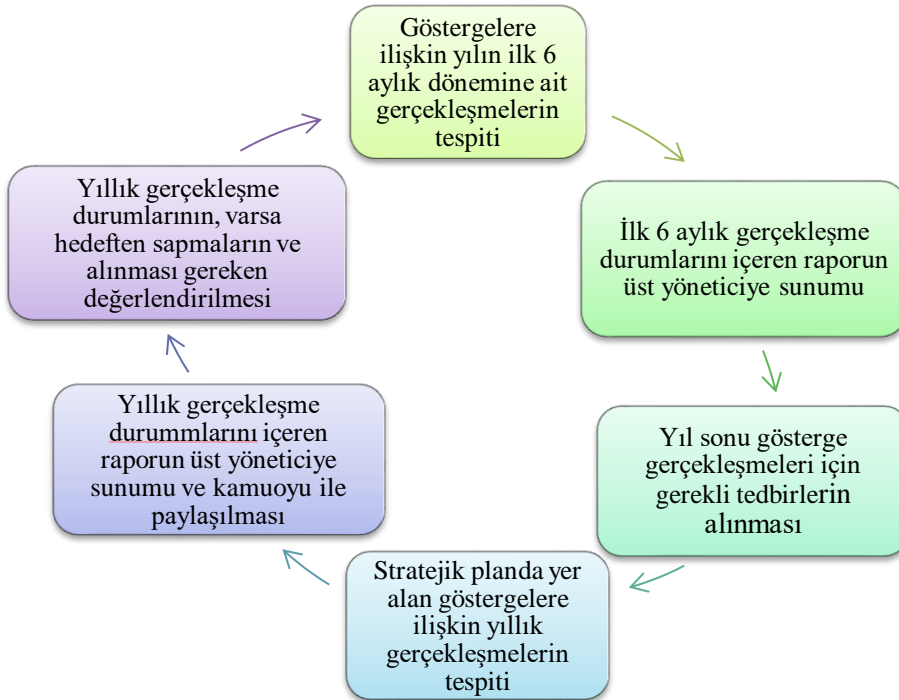 Göstergelere
ilişkin yılın ilk 6
aylık dönemine ait
gerçekleşmelerin
tespiti
İlk 6 aylık gerçekleşme
durumlarını içeren raporun
üst yöneticiye sunumu
Yıl sonu gösterge
gerçekleşmeleri için
gerekli tedbirlerin
alınması
Stratejik planda yer
alan göstergelere
ilişkin yıllık
gerçekleşmelerin
tespiti
Yıllık gerçekleşme
durummlarını içeren
raporun üst yöneticiye
sunumu ve kamuoyu ile
paylaşılması
Yıllık gerçekleşme
durumlarının, varsa
hedeften sapmaların ve
alınması gereken
değerlendirilmesi